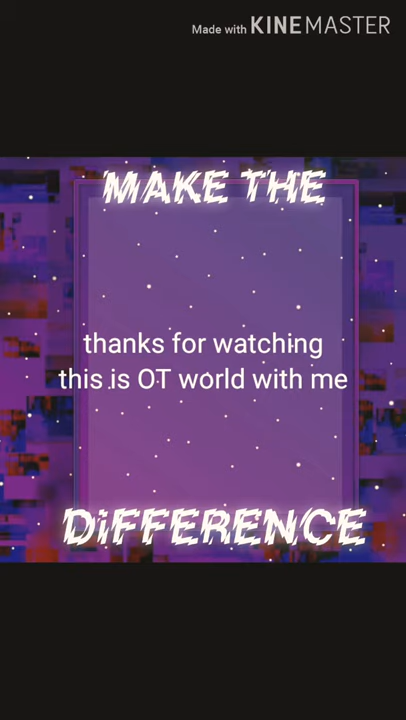 Made with KINEMASTER
MAKE THE
thanks for watching
this is OT world with me
DiFFERENCE